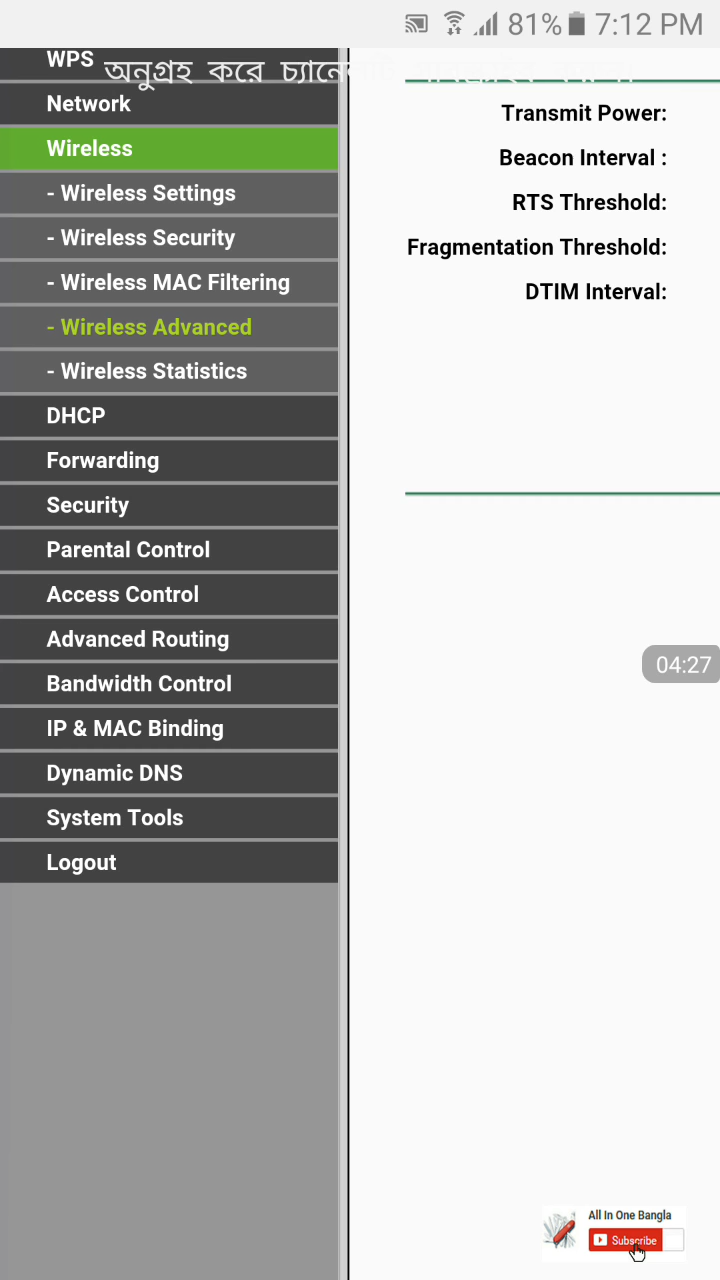 81% 7:12 PM
WPS
অনুগ্রহ করে
Network
Wireless
- Wireless Settings
- Wireless Security
- Wireless MAC Filtering
- Wireless Advanced
- Wireless Statistics
DHCP
Forwarding
Security
Parental Control
Access Control
Advanced Routing
Bandwidth Control
IP & MAC Binding
Dynamic DNS
System Tools
Logout
Transmit Power:
Beacon Interval :
RTS Threshold:
Fragmentation Threshold:
DTIM Interval:
04:27
All In One Bangla
Subscribe